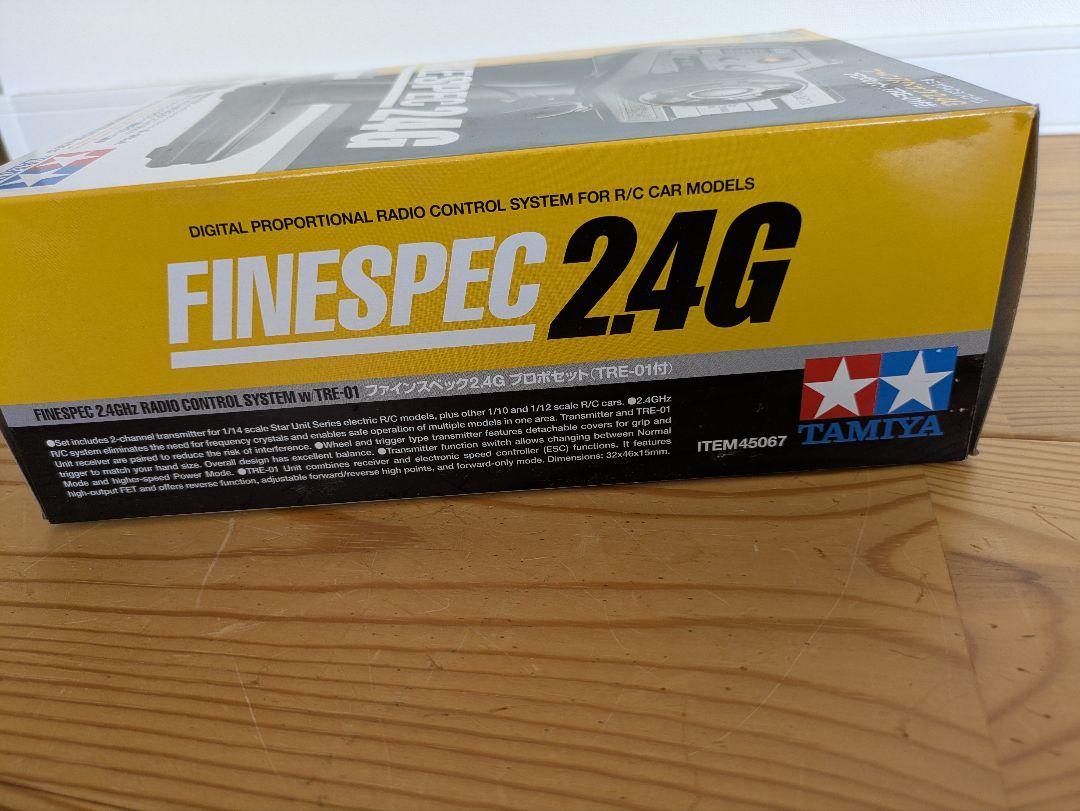 FINESPEC 2.4G
DIGITAL PROPORTIONAL RADIO CONTROL SYSTEM FOR R/C CAR MODELS
FINESPEC 2.4G
FINESPEC 2.4GHz RADIO CONTROL SYSTEM w/TRE-01 ファインスペック2.4G プロポセット(TRE-01付)
●Set includes 2-channel transmitter for 1/14 scale Star Unit Series electric R/C models, plus other 1/10 and 1/12 scale R/C cars. ●2.4GHz
R/C system eliminates the need for frequency crystals and enables safe operation of multiple models in one area. Transmitter and TRE-01
Unit receiver are paired to reduce the risk of interference. ●Wheel and trigger type transmitter features detachable covers for grip and
trigger to match your hand size. Overall design has excellent balance. ●Transmitter function switch allows changing between Normal
Mode and higher-speed Power Mode. ●TRE-01 Unit combines receiver and electronic speed controller (ESC) functions. It features
high-output FET and offers reverse function, adjustable forward/reverse high points, and forward-only mode. Dimensions: 32x46x15mm.
ITEM45067
TAMIYA